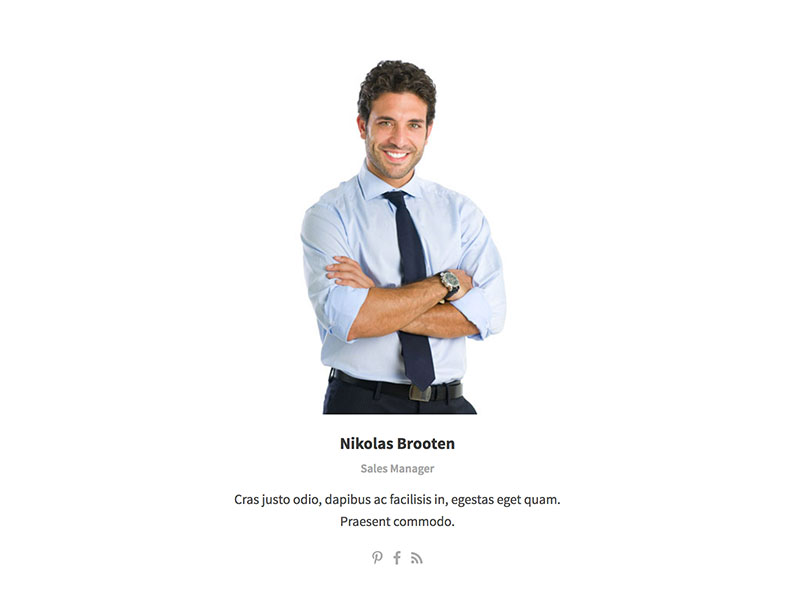 Nikolas Brooten
Sales Manager
Cras justo odio, dapibus ac facilisis in, egestas eget quam.
Praesent commodo.